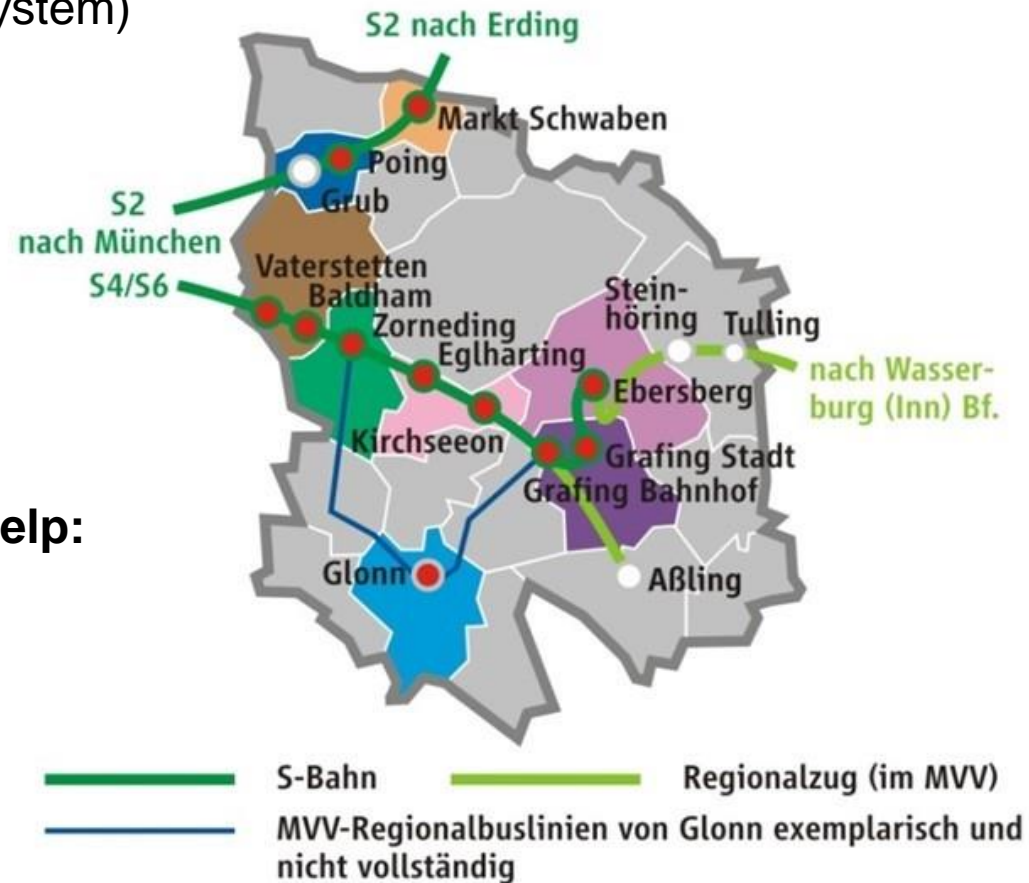 ystem)
S2 nach Erding
Markt Schwaben
Poing
Grub
S2
nach München
S4/S6
Vaterstetten
Baldham
Zorneding
Eglharting
Kirchseeon
Stein-
höring
Tulling
nach Wasser-
burg (Inn) Bf.
Ebersberg
Grafing Stadt
Grafing Bahnhof
elp:
Glonn
Aßling
S-Bahn
Regionalzug (im MVV)
MVV-Regionalbuslinien von Glonn exemplarisch und
nicht vollständig